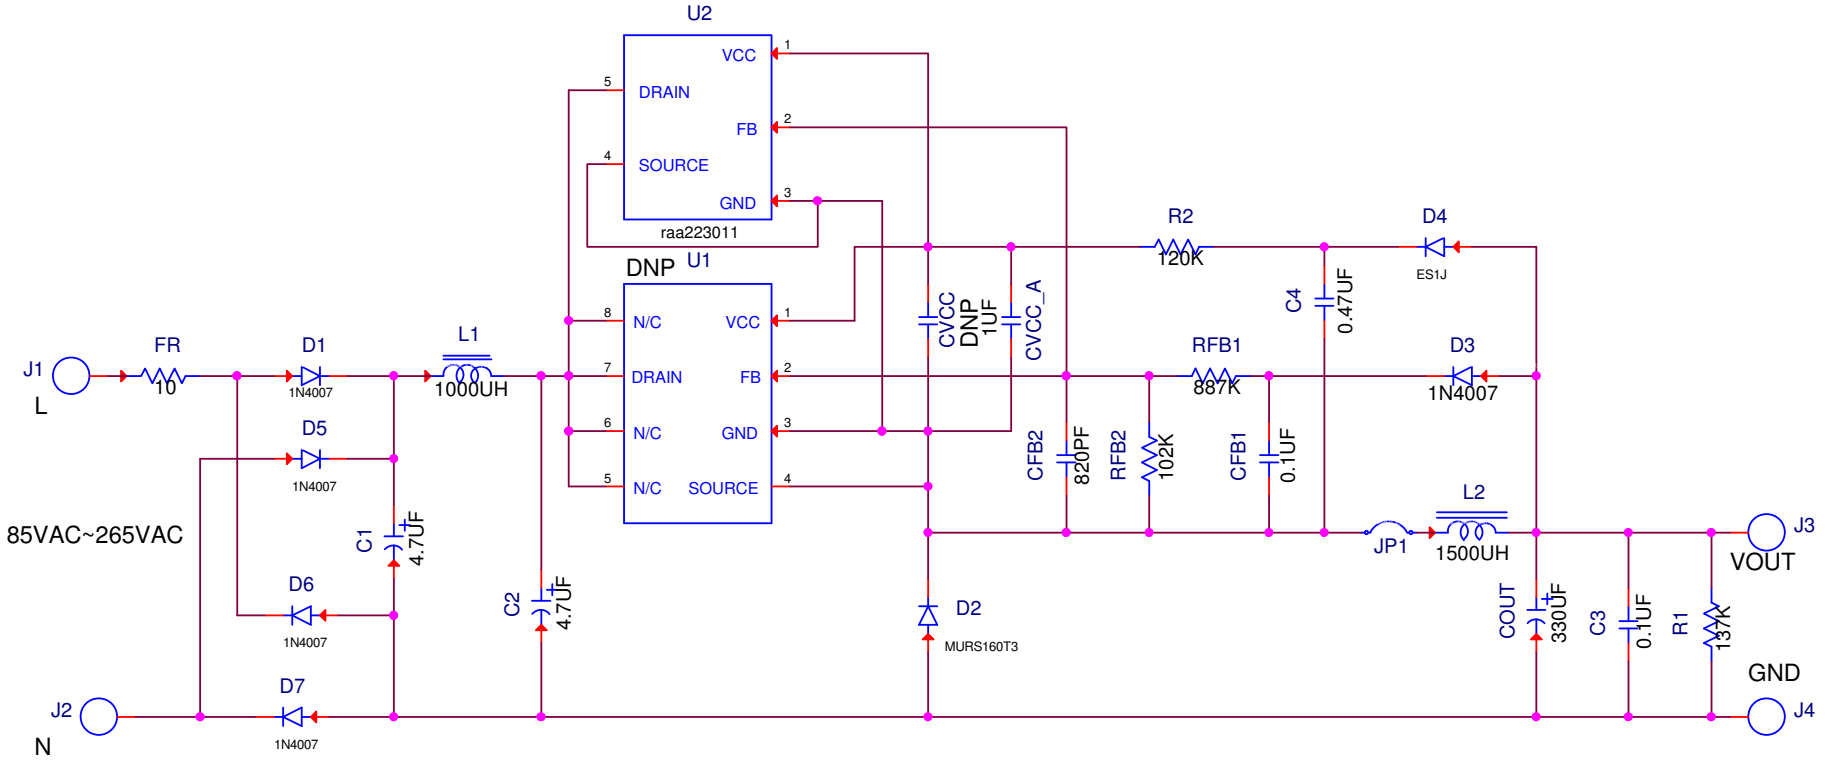 U2
VCC
1
5
DRAIN
FB
2
4
SOURCE
GND
3
raa223011
DNP
U1
8
N/C
VCC
1
7
DRAIN
FB
2
6
N/C
GND
3
5
N/C
SOURCE
4
J1
L
FR
10
D1
1N4007
D5
1N4007
L1
1000UH
85VAC~265VAC
C1
4.7UF
D6
1N4007
C2
4.7UF
J2
N
D7
1N4007
CVCC
DNP
1UF
CVCC_A
R2
120K
D4
ES1J
C4
0.47UF
RFB1
887K
D3
1N4007
CFB2
820PF
RFB2
102K
CFB1
0.1UF
JP1
L2
1500UH
D2
MURS160T3
COUT
330UF
C3
0.1UF
R1
137K
J3
VOUT
GND
J4